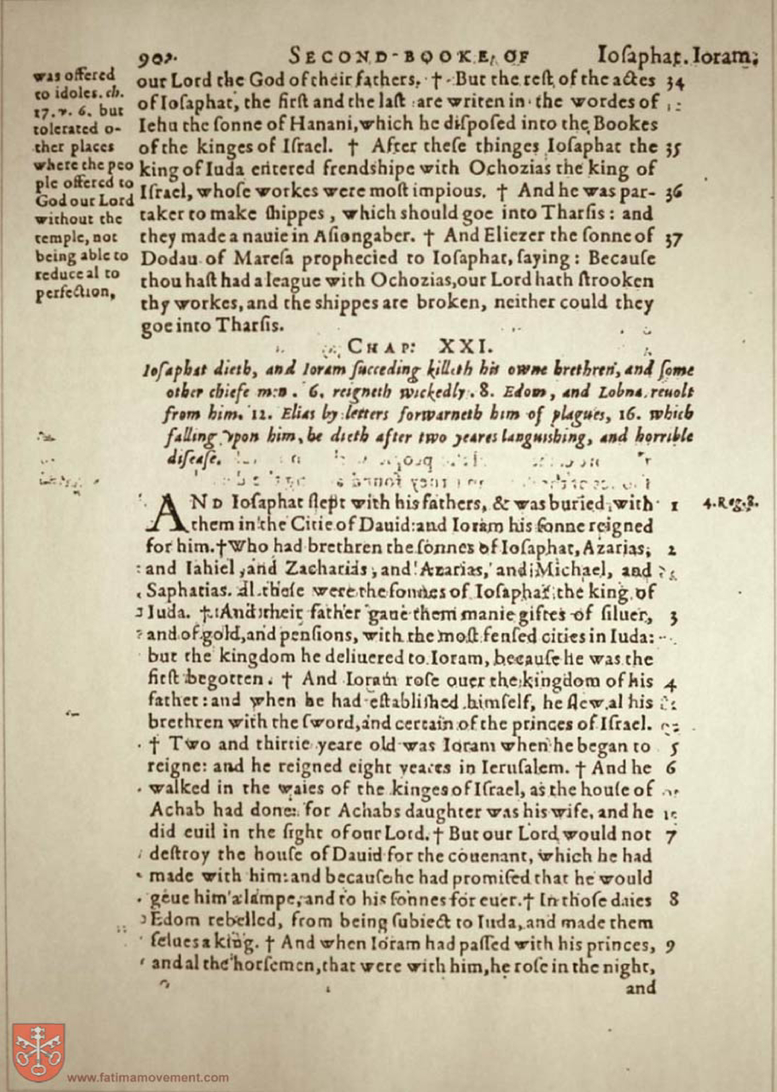 902. SECOND-BOOKE, OF Iosaphat. Ioram;
was offered
to idoles. ch.
17. v. 6. but
tolerated o-
ther places
where the peo
ple offered to
God our Lord
without the
temple, not
being able to
reduce al to
perfection,
our Lord the God of their fathers. † But the rest of the actes 34
of Iosaphat, the first and the last are writen in the wordes of
Iehu the sonne of Hanani, which he disposed into the Bookes
of the kinges of Israel. † After these thinges Iosaphat the 35
king of Iuda entered frendshipe with Ochozias the king of
Israel, whose workes were most impious. † And he was par- 36
taker to make shippes, which should goe into Tharsis: and
they made a nauie in Asiongaber. † And Eliezer the sonne of 37
Dodau of Maresa prophecied to Iosaphat, saying: Because
thou hast had a league with Ochozias, our Lord hath strooken
thy workes, and the shippes are broken, neither could they
goe into Tharsis.
CHAP: XXI.
Iosaphat dieth, and Ioram succeding killeth his owne brethren, and some
other chiefe men. 6. reigneth wickedly. 8. Edom, and Lobna reuolt
from him. 12. Elias by letters forwarneth him of plagues, 16. which
falling vpon him, he dieth after two yeares languishing, and horrible
disease.
AND Iosaphat slept with his fathers, & was buried with 1 4. Reg. 8.
them in the Citie of Dauid: and Ioram his sonne reigned
for him. † Who had brethren the sonnes of Iosaphat, Azarias, 2
and Iahiel, and Zacharias, and Azarias, and Michael, and
Saphatias. al these were the sonnes of Iosaphat the king of
Iuda. † And their father gaue them manie giftes of siluer, 3
and of gold, and pensions, with the most fensed cities in Iuda:
but the kingdom he deliuered to Ioram, because he was the
first begotten. † And Ioram rose ouer the kingdom of his 4
father: and when he had established himself, he slew al his
brethren with the sword, and certain of the princes of Israel.
† Two and thirtie yeare old was Ioram when he began to 5
reigne: and he reigned eight yeares in Ierusalem. † And he 6
walked in the waies of the kinges of Israel, as the house of
Achab had done: for Achabs daughter was his wife, and he
did euil in the sight of our Lord. † But our Lord would not 7
destroy the house of Dauid for the couenant, which he had
made with him: and because he had promised that he would
geue him a lampe, and to his sonnes for euer. † In those daies 8
Edom rebelled, from being subiect to Iuda, and made them
selues a king. † And when Ioram had passed with his princes, 9
and al the horsemen, that were with him, he rose in the night,
and
www.fatimamovement.com